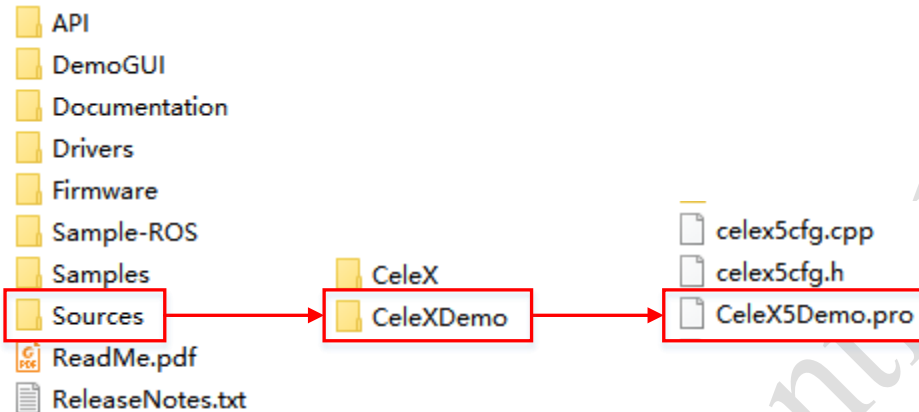 API
DemoGUI
Documentation
Drivers
Firmware
Sample-ROS
Samples
Sources
ReadMe.pdf
ReleaseNotes.txt
CeleX
CeleXDemo
celex5cfg.cpp
celex5cfg.h
CeleX5Demo.pro